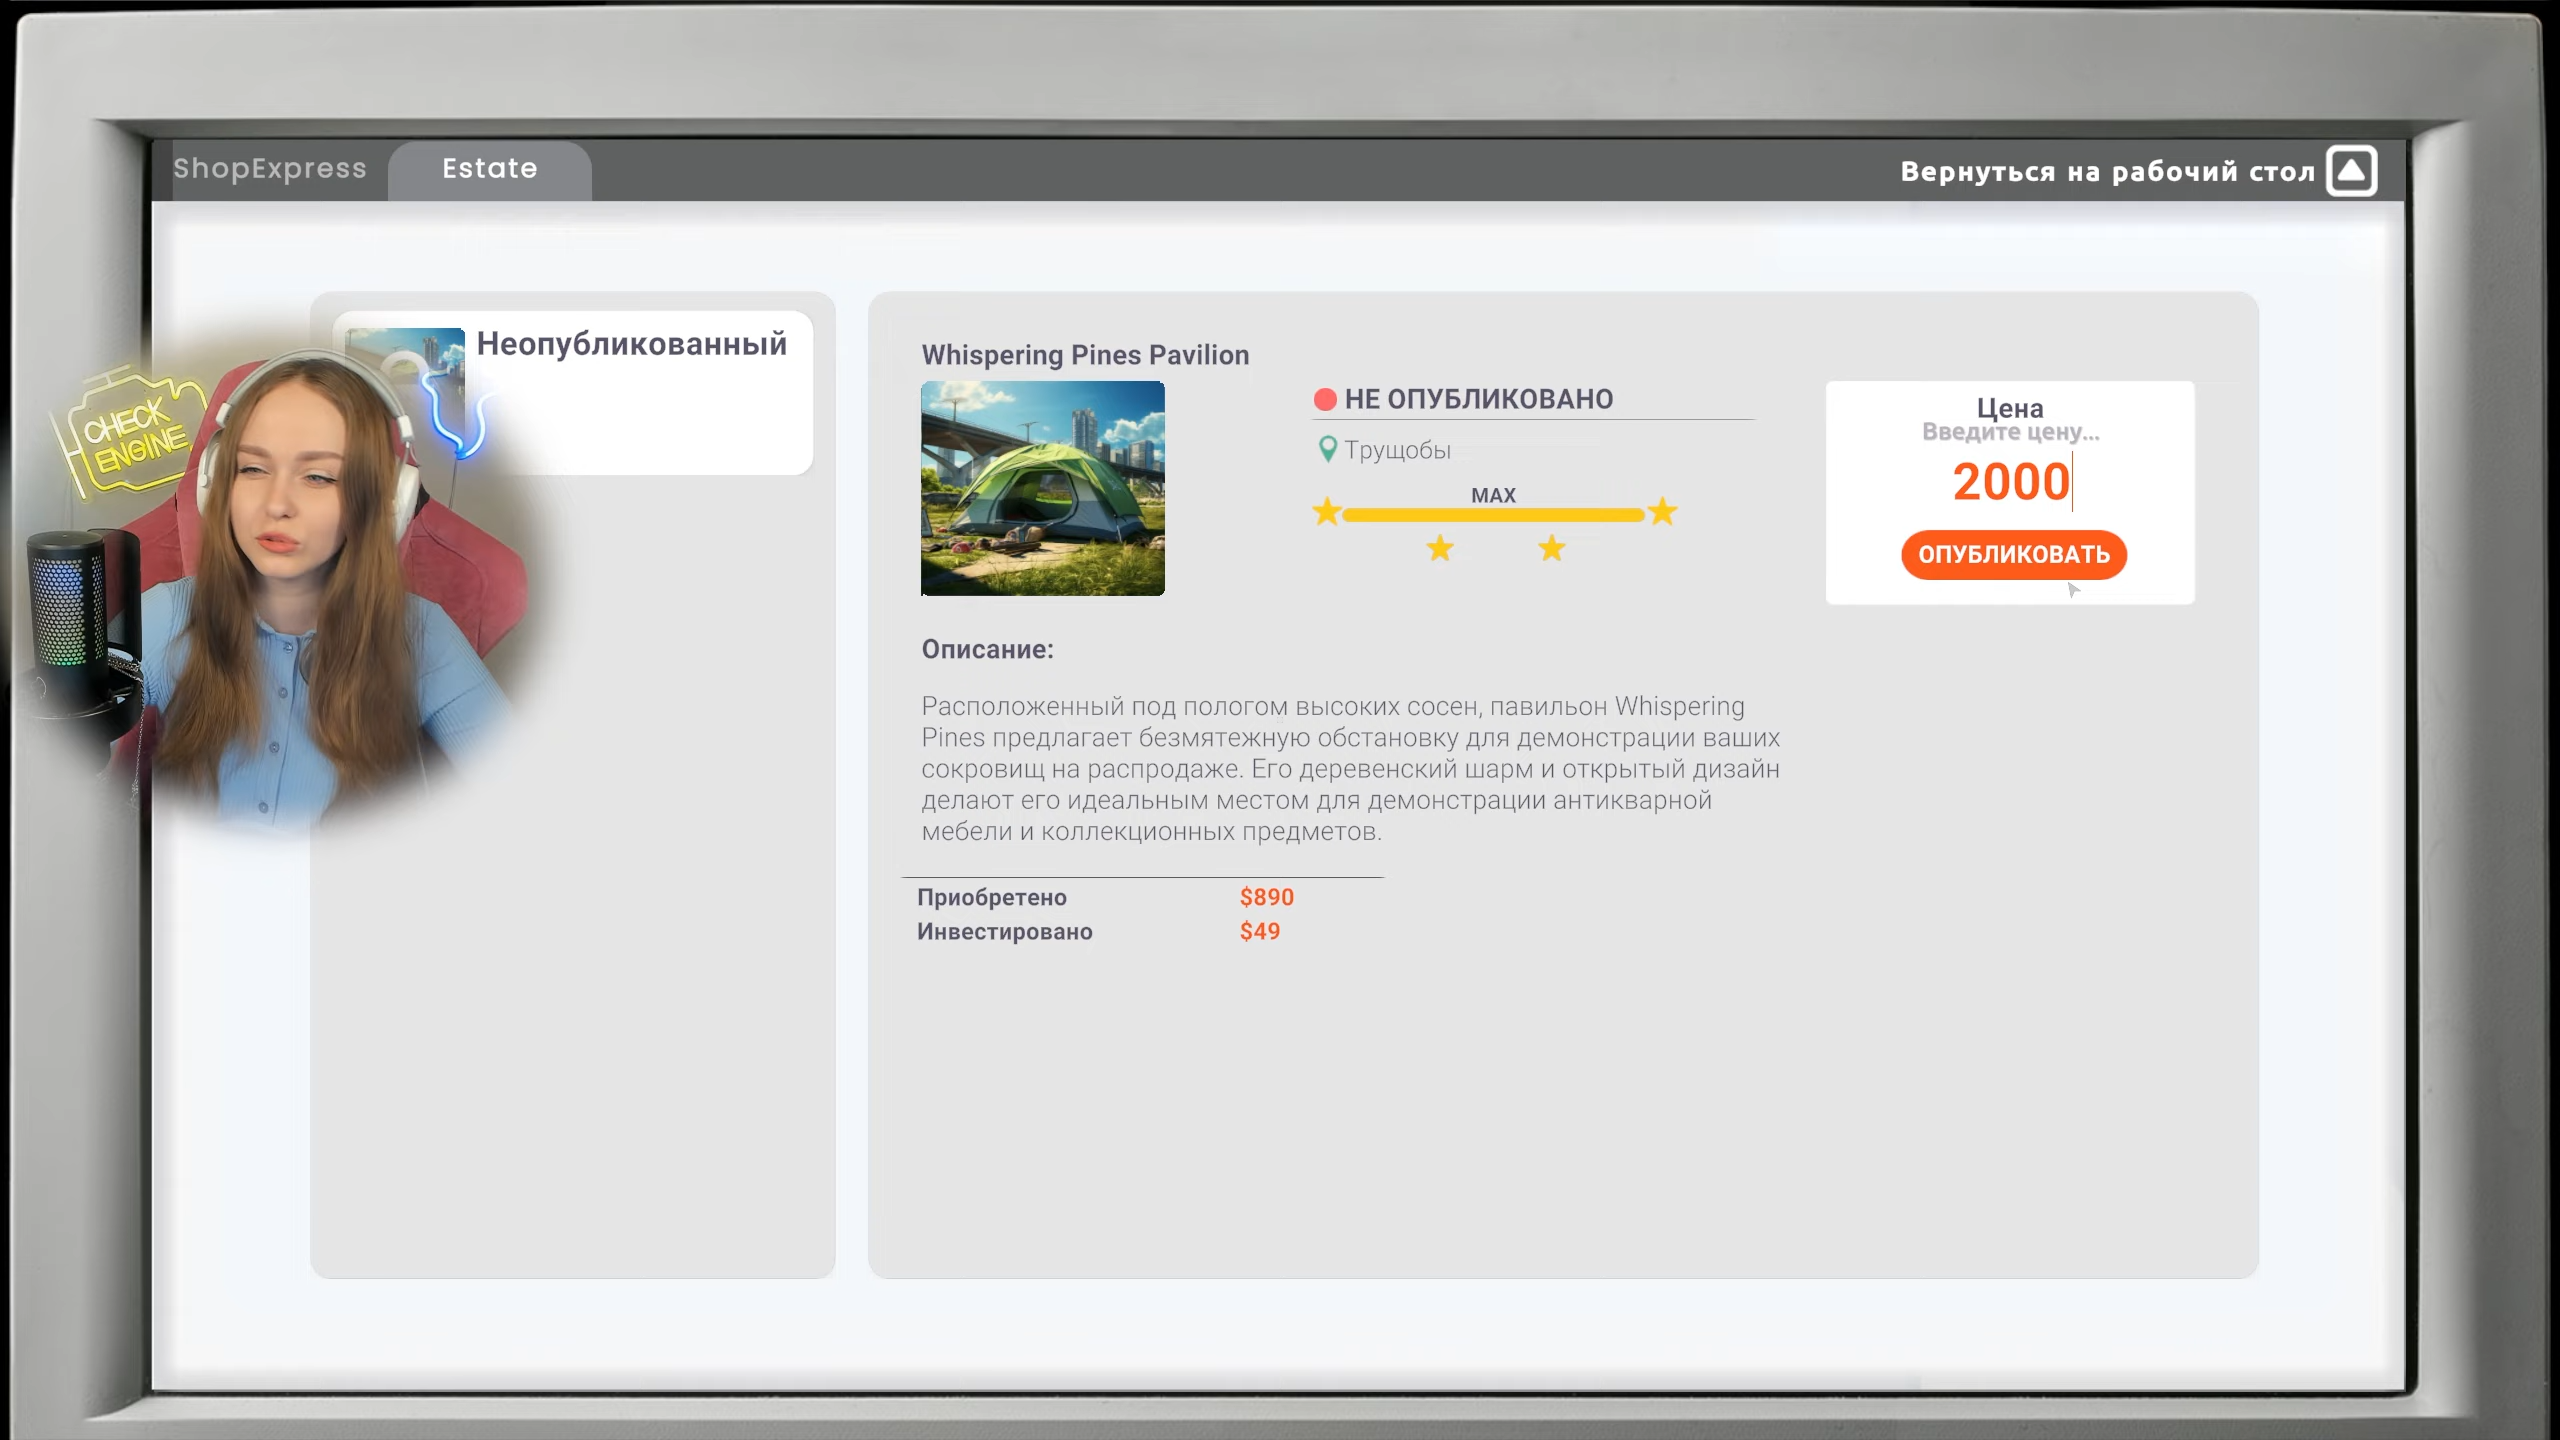 ShopExpress
Estate
Вернуться на рабочий стол
Неопубликованный
CHECK
ENGINE
Whispering Pines Pavilion
НЕ ОПУБЛИКОВАНО
Трущобы
MAX
Цена
Введите цену...
2000
ОПУБЛИКОВАТЬ
Описание:
Расположенный под пологом высоких сосен, павильон Whispering
Pines предлагает безмятежную обстановку для демонстрации ваших
сокровищ на распродаже. Его деревенский шарм и открытый дизайн
делают его идеальным местом для демонстрации антикварной
мебели и коллекционных предметов.
Приобретено $890
Инвестировано $49